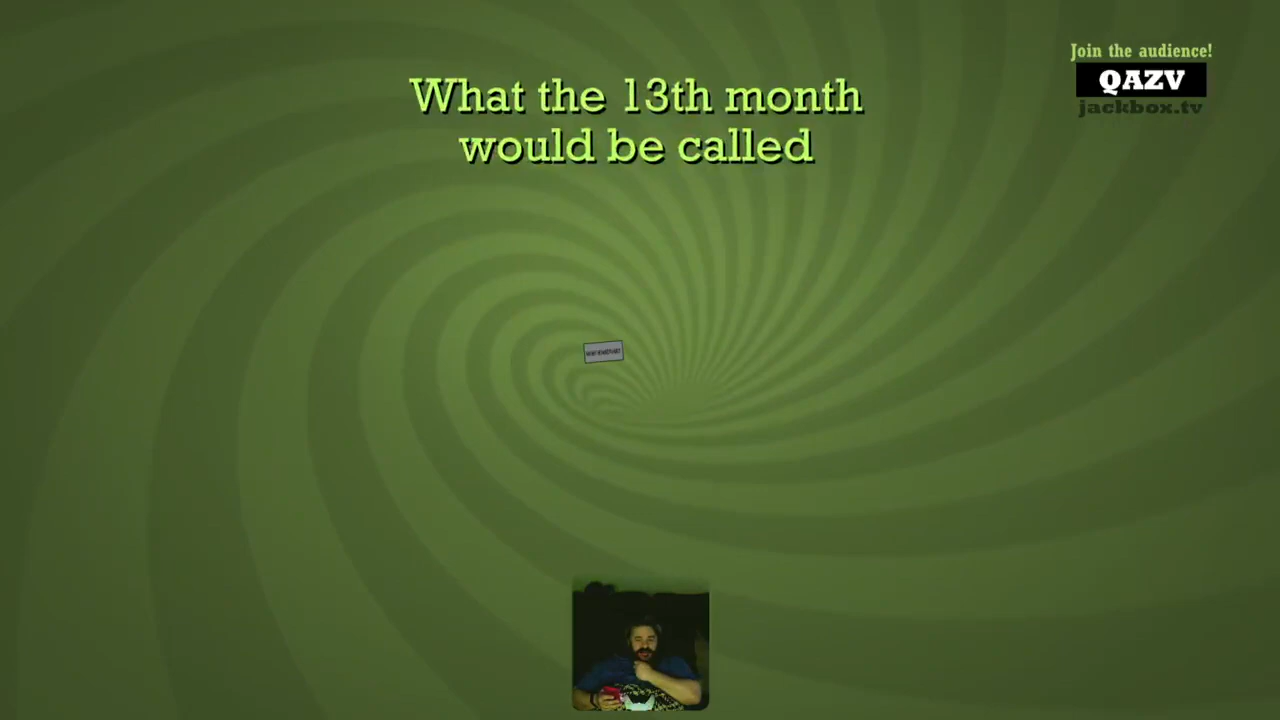 Join the audience!
QAZV
jackbox.tv
What the 13th month
would be called